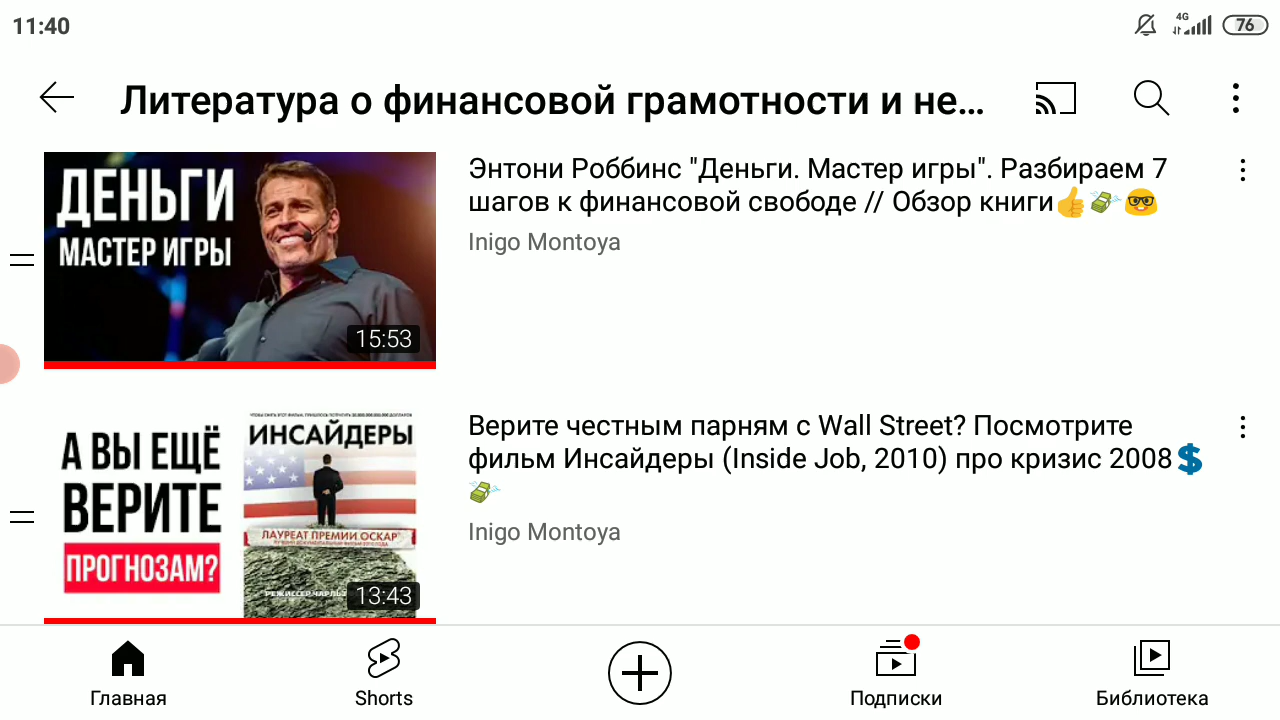 11:40
4G
76
Литература о финансовой грамотности и не...
ДЕНЬГИ
МАСТЕР ИГРЫ
15:53
Энтони Роббинс "Деньги. Мастер игры". Разбираем 7
шагов к финансовой свободе // Обзор книги👍💸🤓
Inigo Montoya
А ВЫ ЕЩЁ
ВЕРИТЕ
ПРОГНОЗАМ?
ИНСАЙДЕРЫ
ЛАУРЕАТ ПРЕМИИ ОСКАР
РЕЖИССЕР
13:43
Верите честным парням с Wall Street? Посмотрите
фильм Инсайдеры (Inside Job, 2010) про кризис 2008💲
💸
Inigo Montoya
Главная
Shorts
Подписки
Библиотека